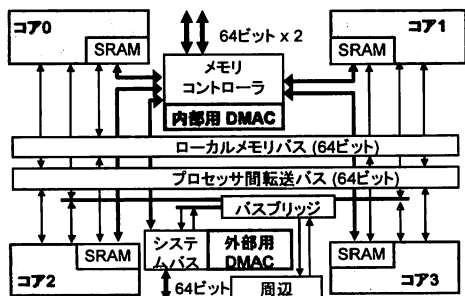 コア0
SRAM
64ビット x 2
コア1
SRAM
メモリ
コントローラ
内部用 DMAC
ローカルメモリバス (64ビット)
プロセッサ間転送バス (64ビット)
バスブリッジ
コア2
SRAM
システ
ムバス
外部用
DMAC
SRAM
コア3
64ビット
周辺